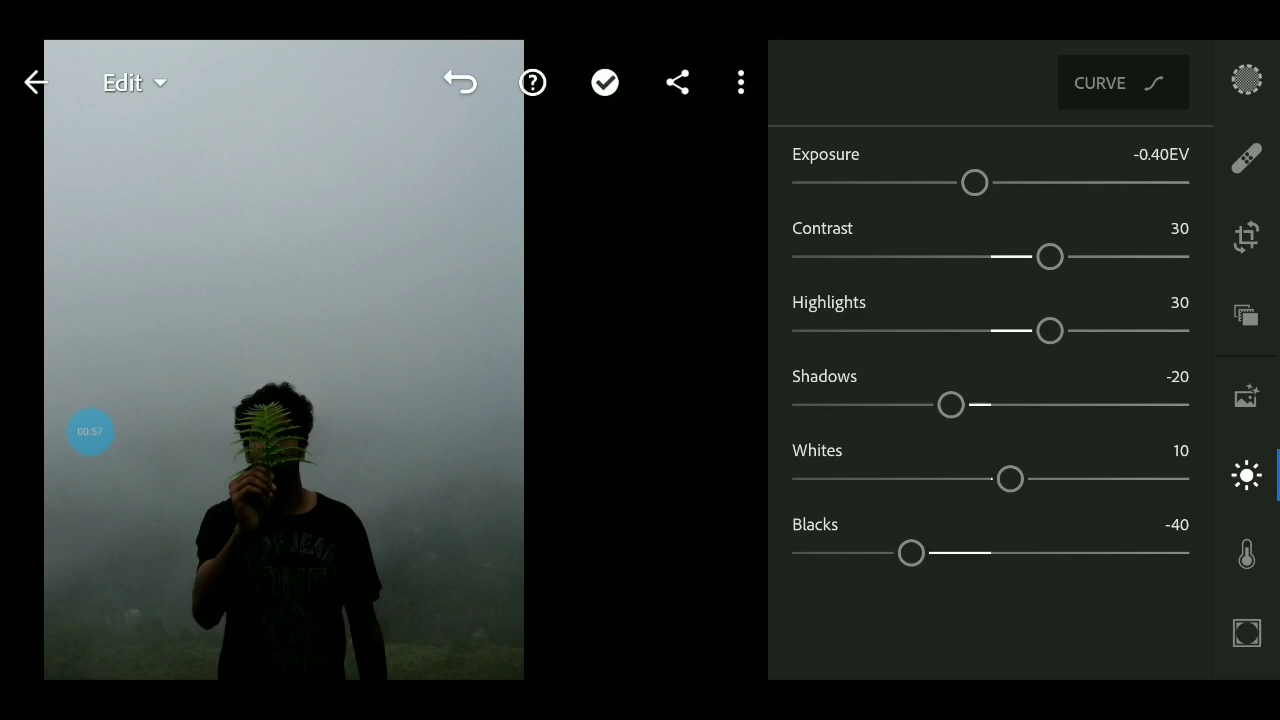 Edit
CURVE
Exposure -0.40EV
Contrast 30
Highlights 30
Shadows -20
Whites 10
Blacks -40
00:57